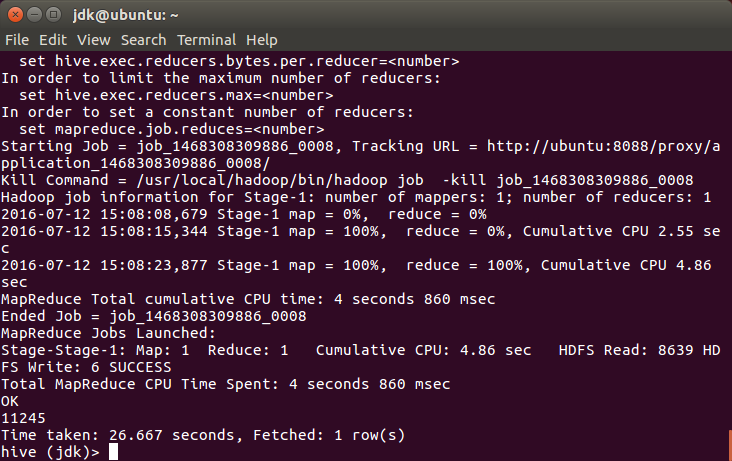 jdk@ubuntu: ~
File Edit View Search Terminal Help
  set hive.exec.reducers.bytes.per.reducer=<number>
In order to limit the maximum number of reducers:
  set hive.exec.reducers.max=<number>
In order to set a constant number of reducers:
  set mapreduce.job.reduces=<number>
Starting Job = job_1468308309886_0008, Tracking URL = http://ubuntu:8088/proxy/a
pplication_1468308309886_0008/
Kill Command = /usr/local/hadoop/bin/hadoop job  -kill job_1468308309886_0008
Hadoop job information for Stage-1: number of mappers: 1; number of reducers: 1
2016-07-12 15:08:08,679 Stage-1 map = 0%,  reduce = 0%
2016-07-12 15:08:15,344 Stage-1 map = 100%,  reduce = 0%, Cumulative CPU 2.55 se
c
2016-07-12 15:08:23,877 Stage-1 map = 100%,  reduce = 100%, Cumulative CPU 4.86
sec
MapReduce Total cumulative CPU time: 4 seconds 860 msec
Ended Job = job_1468308309886_0008
MapReduce Jobs Launched:
Stage-Stage-1: Map: 1  Reduce: 1   Cumulative CPU: 4.86 sec   HDFS Read: 8639 HD
FS Write: 6 SUCCESS
Total MapReduce CPU Time Spent: 4 seconds 860 msec
OK
11245
Time taken: 26.667 seconds, Fetched: 1 row(s)
hive (jdk)>